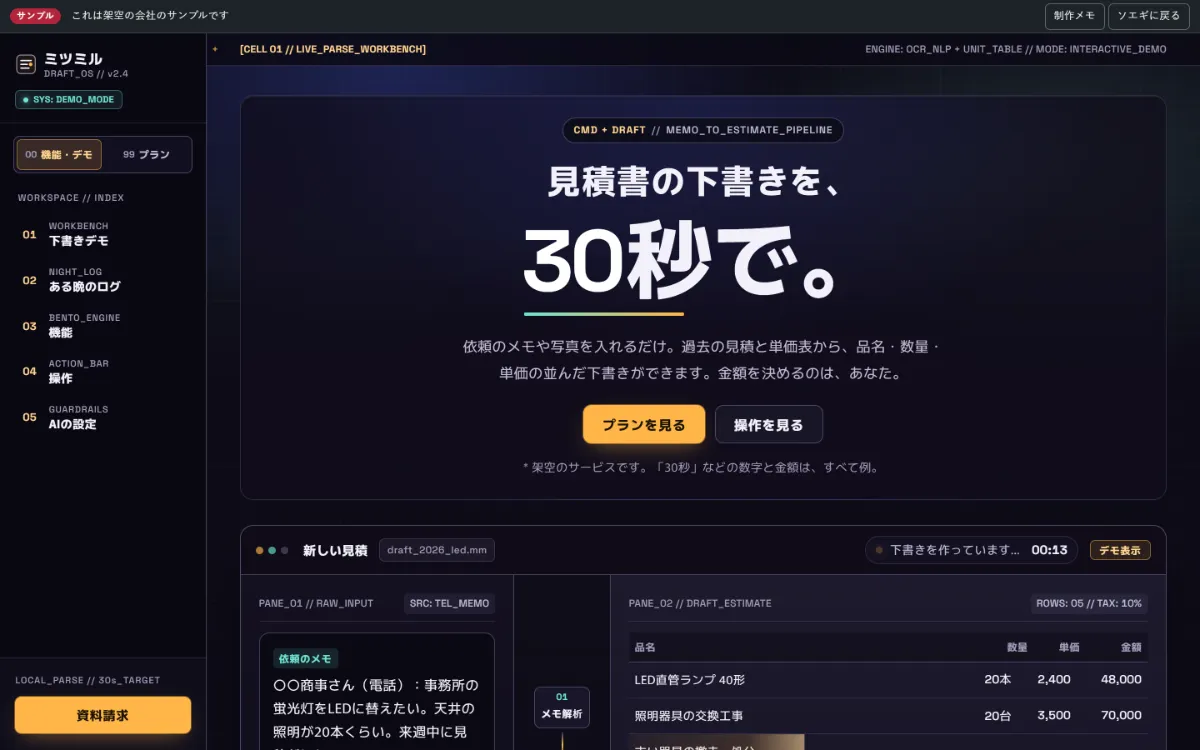 サンプル これは架空の会社のサンプルです 制作メモ ソエギに戻る
ミツミル
DRAFT_OS // v2.4
SYS: DEMO_MODE
00 機能・デモ 99 プラン
WORKSPACE // INDEX
01 WORKBENCH
下書きデモ
02 NIGHT_LOG
ある晩のログ
03 BENTO_ENGINE
機能
04 ACTION_BAR
操作
05 GUARDRAILS
AIの設定
LOCAL_PARSE // 30s_TARGET
資料請求
[CELL 01 // LIVE_PARSE_WORKBENCH] ENGINE: OCR_NLP + UNIT_TABLE // MODE: INTERACTIVE_DEMO
CMD + DRAFT // MEMO_TO_ESTIMATE_PIPELINE
見積書の下書きを、
30秒で。
依頼のメモや写真を入れるだけ。過去の見積と単価表から、品名・数量・
単価の並んだ下書きができます。金額を決めるのは、あなた。
プランを見る 操作を見る
* 架空のサービスです。「30秒」などの数字と金額は、すべて例。
新しい見積 draft_2026_led.mm 下書きを作っています… 00:13 デモ表示
PANE_01 // RAW_INPUT SRC: TEL_MEMO
依頼のメモ
〇〇商事さん（電話）：事務所の
蛍光灯をLEDに替えたい。天井の
照明が20本くらい。来週中に見
01
メモ解析
PANE_02 // DRAFT_ESTIMATE ROWS: 05 // TAX: 10%
品名 数量 単価 金額
LED直管ランプ 40形 20本 2,400 48,000
照明器具の交換工事 20台 3,500 70,000